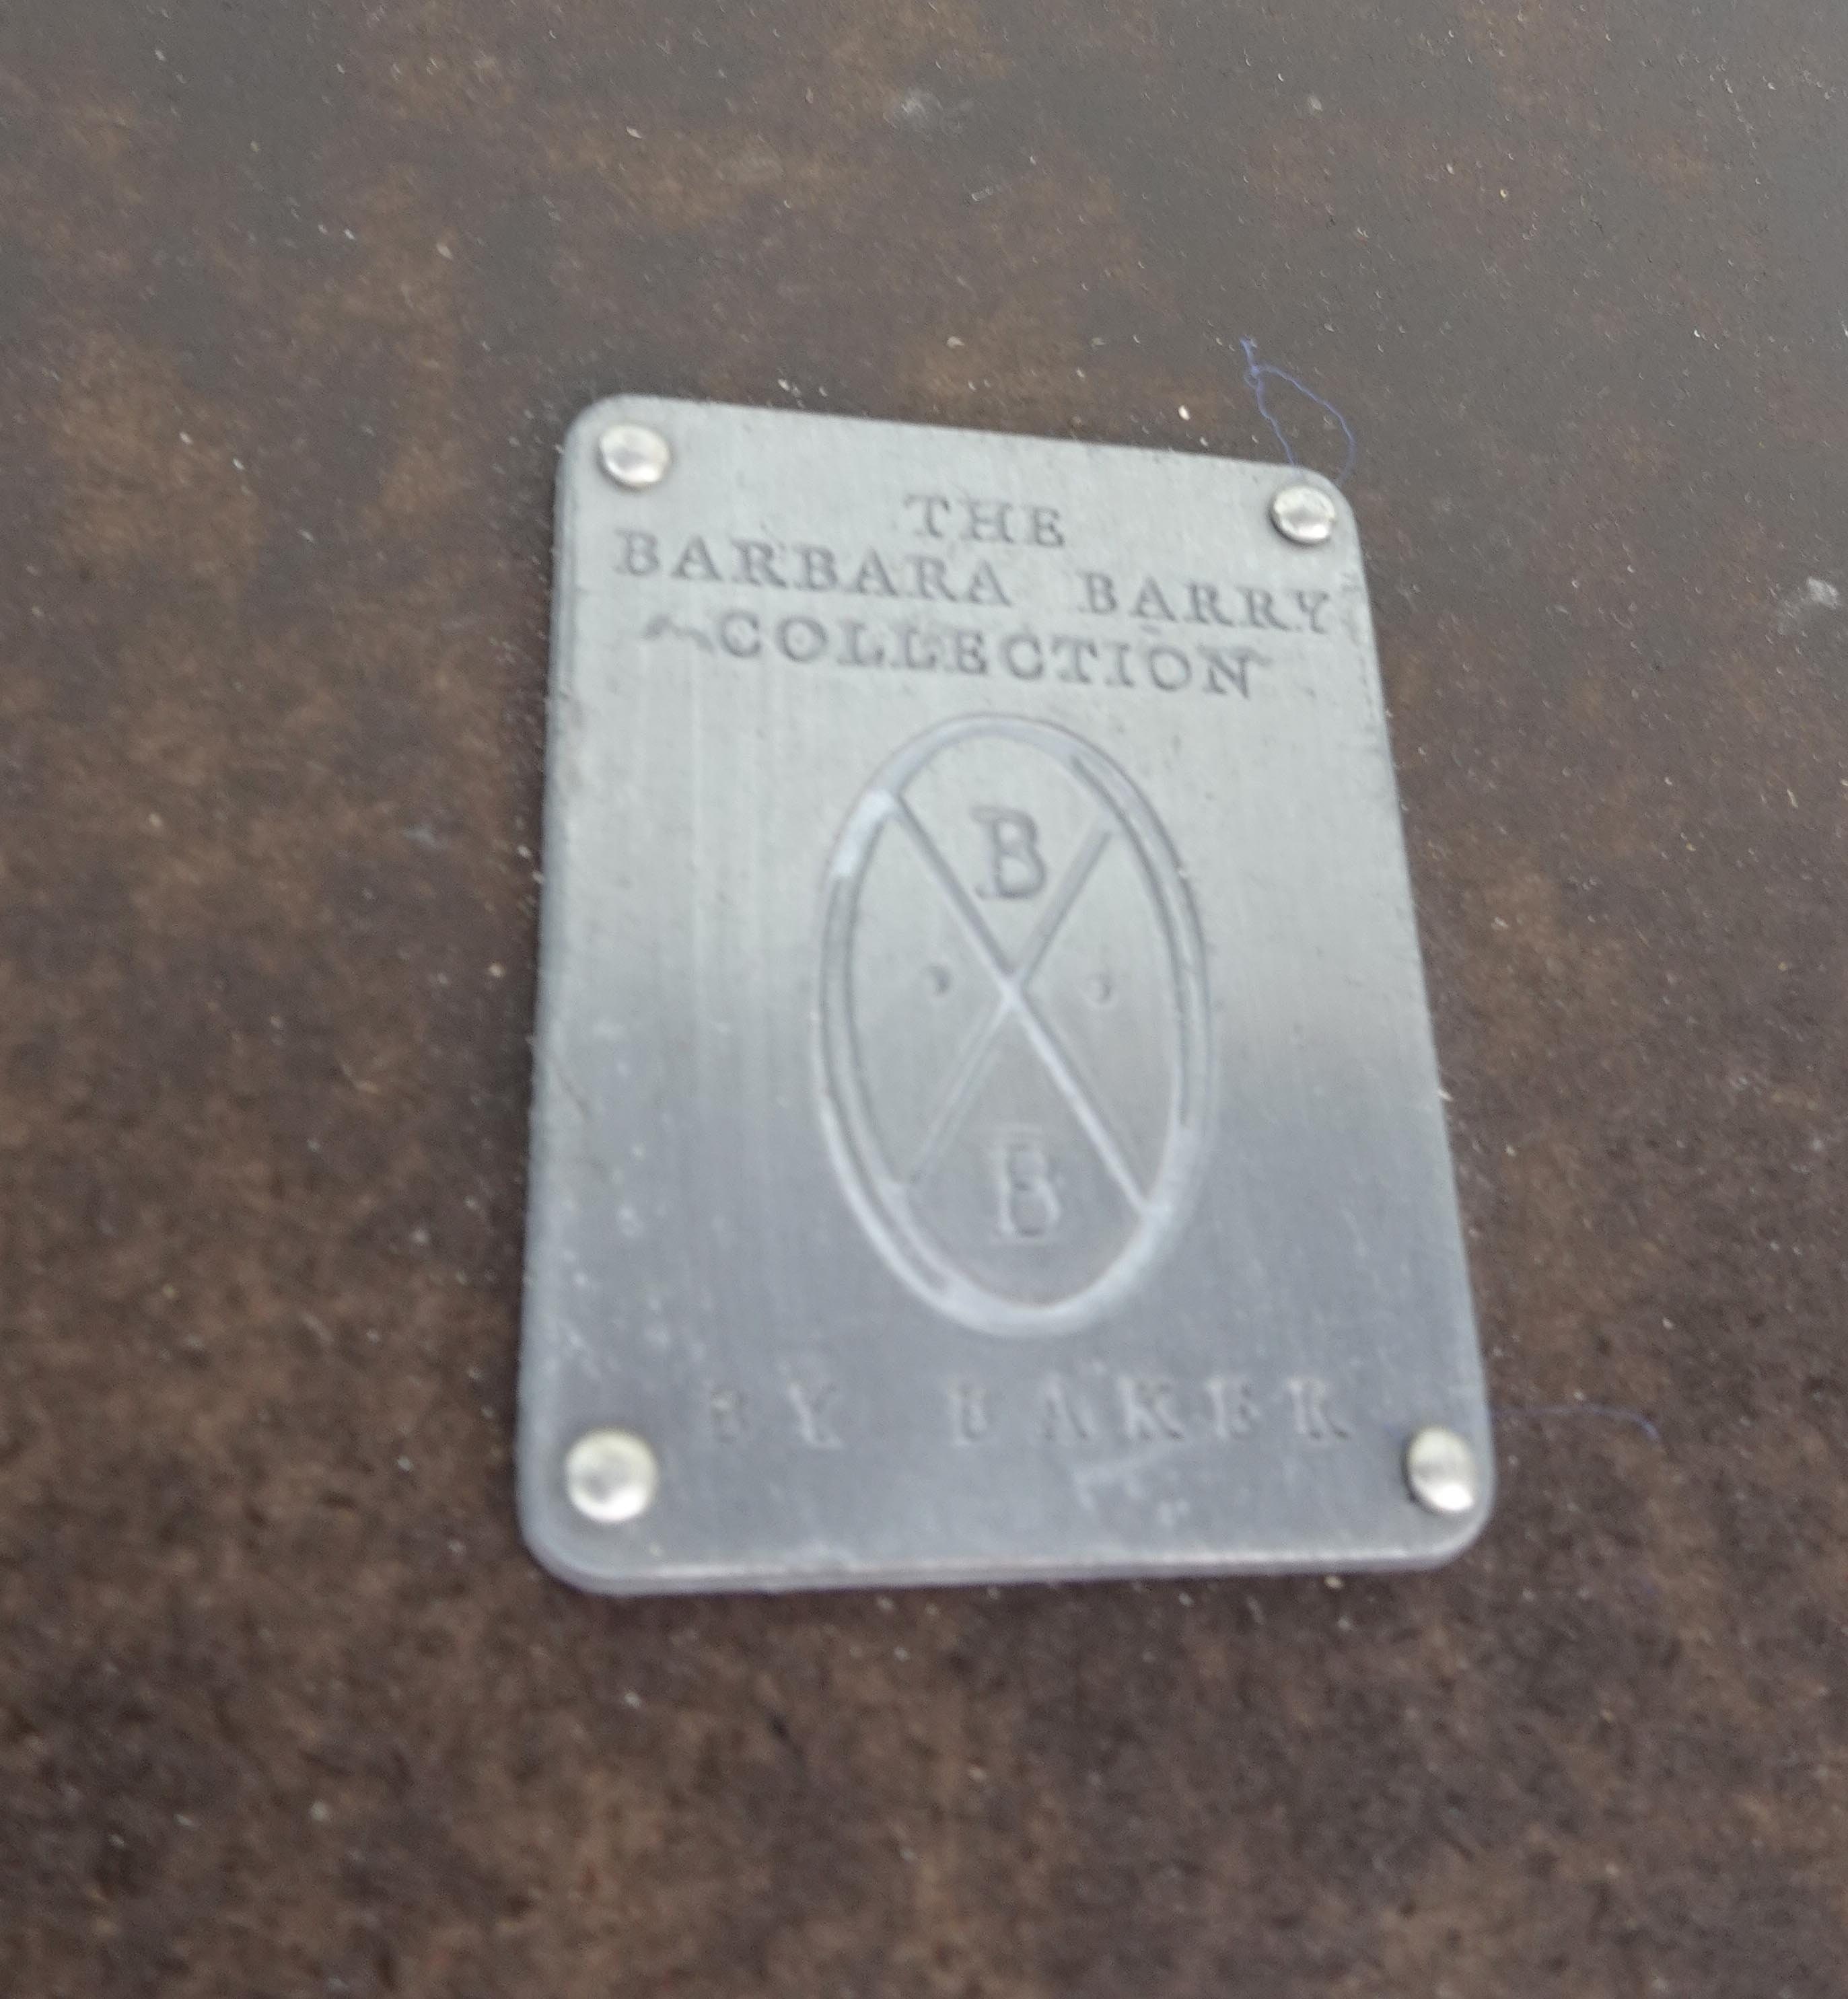 THE
BARBARA BARRY
COLLECTION
B
B
BY BAKER